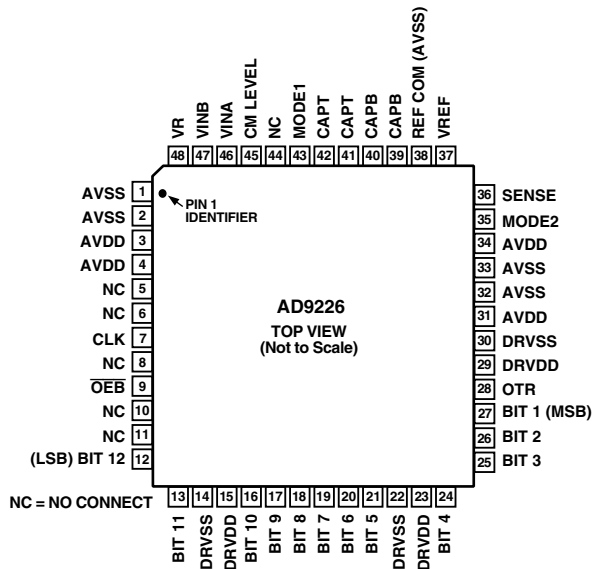 VR
VINB
VINA
CM LEVEL
NC
MODE1
CAPT
CAPT
CAPB
CAPB
REF COM (AVSS)
VREF
48 47 46 45 44 43 42 41 40 39 38 37
AVSS 1
AVSS 2
AVDD 3
AVDD 4
NC 5
NC 6
CLK 7
NC 8
OEB 9
NC 10
NC 11
(LSB) BIT 12 12
PIN 1
IDENTIFIER
AD9226
TOP VIEW
(Not to Scale)
36 SENSE
35 MODE2
34 AVDD
33 AVSS
32 AVSS
31 AVDD
30 DRVSS
29 DRVDD
28 OTR
27 BIT 1 (MSB)
26 BIT 2
25 BIT 3
NC = NO CONNECT
13 14 15 16 17 18 19 20 21 22 23 24
BIT 11
DRVSS
DRVDD
BIT 10
BIT 9
BIT 8
BIT 7
BIT 6
BIT 5
DRVSS
DRVDD
BIT 4